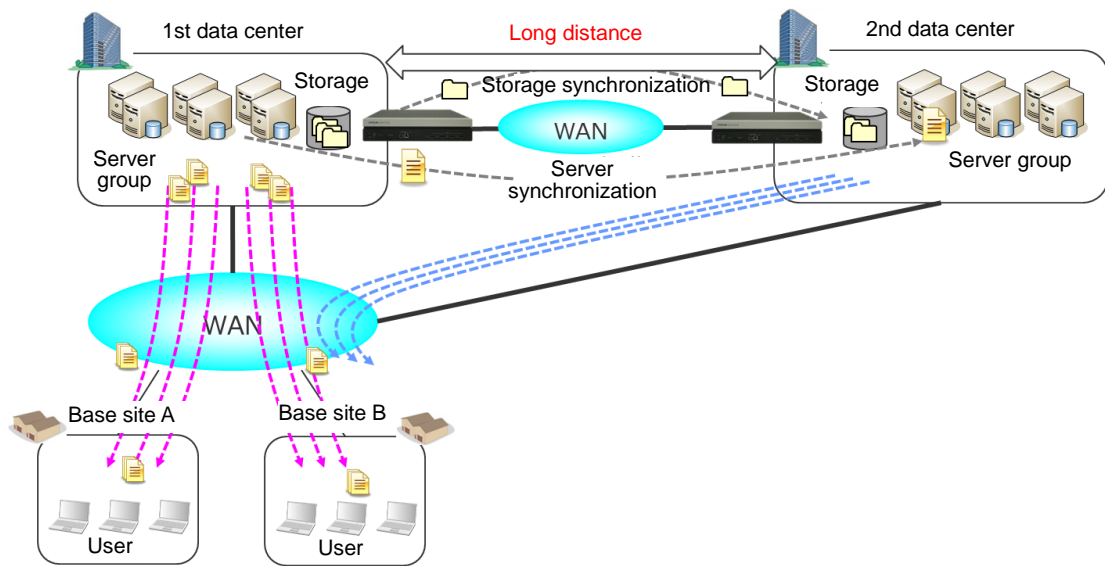 1st data center
Long distance
2nd data center
Storage
Storage synchronization
Storage
WAN
Server
group
Server
synchronization
Server group
WAN
Base site A
Base site B
User
User